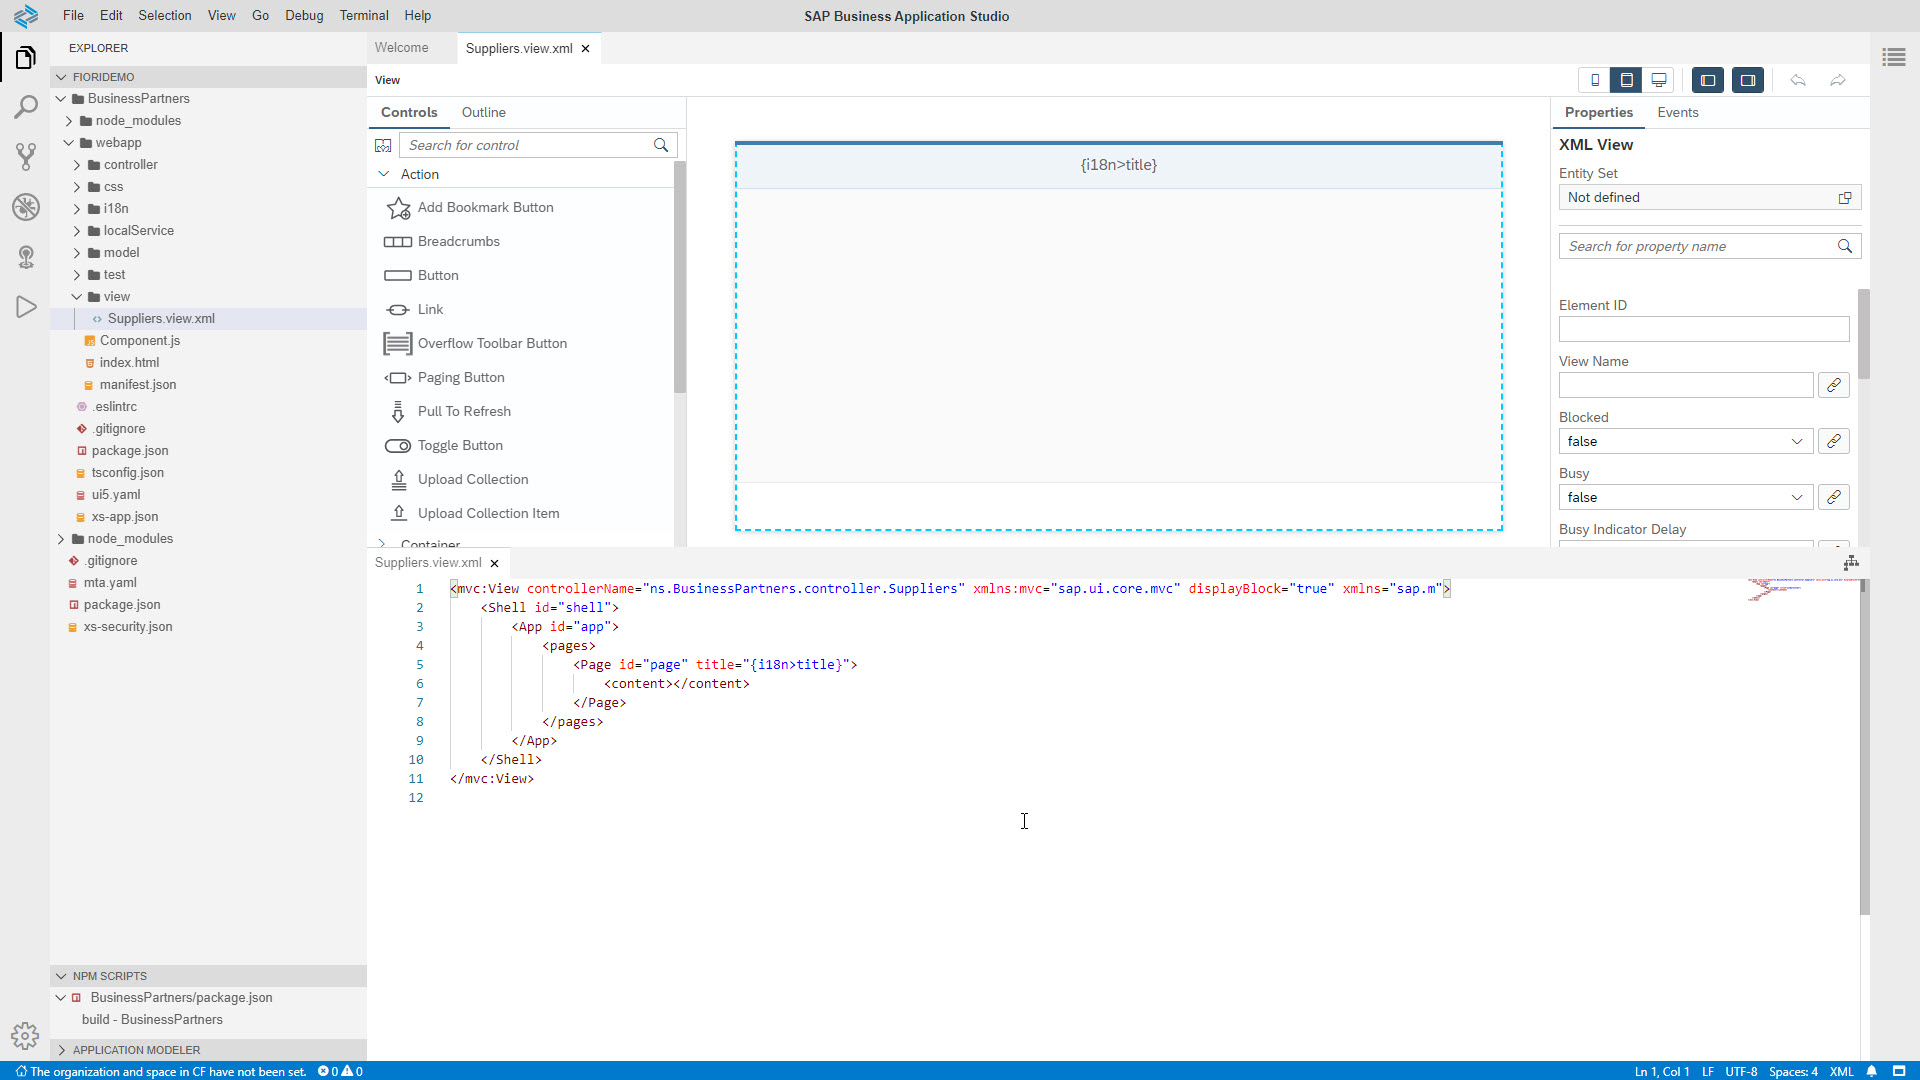 File Edit Selection View Go Debug Terminal Help
SAP Business Application Studio
EXPLORER
FIORIDEMO
BusinessPartners
node_modules
webapp
controller
css
i18n
localService
model
test
view
Suppliers.view.xml
Component.js
index.html
manifest.json
.eslintrc
.gitignore
package.json
tsconfig.json
ui5.yaml
xs-app.json
node_modules
.gitignore
mta.yaml
package.json
xs-security.json
NPM SCRIPTS
BusinessPartners/package.json
build - BusinessPartners
APPLICATION MODELER
Welcome
Suppliers.view.xml
View
Controls Outline
Search for control
Action
Add Bookmark Button
Breadcrumbs
Button
Link
Overflow Toolbar Button
Paging Button
Pull To Refresh
Toggle Button
Upload Collection
Upload Collection Item
Container
{i18n>title}
Properties Events
XML View
Entity Set
Not defined
Search for property name
Element ID
View Name
Blocked
false
Busy
false
Busy Indicator Delay
Suppliers.view.xml
1 <mvc:View controllerName="ns.BusinessPartners.controller.Suppliers" xmlns:mvc="sap.ui.core.mvc" displayBlock="true" xmlns="sap.m">
2 <Shell id="shell">
3 <App id="app">
4 <pages>
5 <Page id="page" title="{i18n>title}">
6 <content></content>
7 </Page>
8 </pages>
9 </App>
10 </Shell>
11 </mvc:View>
12
The organization and space in CF have not been set. 0 0
Ln 1, Col 1 LF UTF-8 Spaces: 4 XML